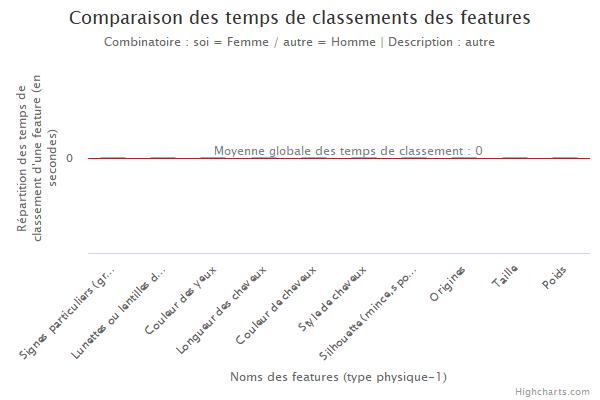 Comparaison des temps de classements des features
Combinatoire : soi = Femme / autre = Homme | Description : autre
Répartition des temps de
classement d'une feature (en
secondes)
0
Moyenne globale des temps de classement : 0
Signes particuliers (gr...
Lunettes ou lentilles d...
Couleur des yeux
Longueur des cheveux
Couleur de cheveux
Style de cheveux
Silhouette (mince,s po...
Origines
Taille
Poids
Noms des features (type physique-1)
Highcharts.com